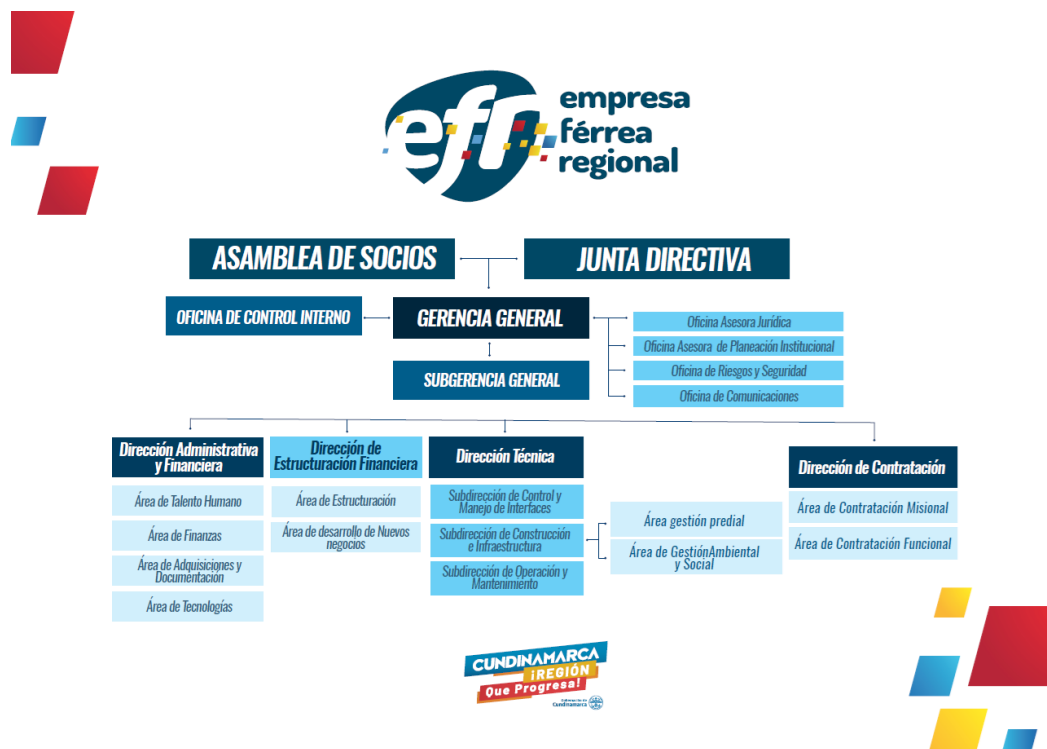 efr
empresa
férrea
regional
ASAMBLEA DE SOCIOS
JUNTA DIRECTIVA
OFICINA DE CONTROL INTERNO
GERENCIA GENERAL
Oficina Asesora Jurídica
Oficina Asesora de Planeación Institucional
Oficina de Riesgos y Seguridad
Oficina de Comunicaciones
SUBGERENCIA GENERAL
Dirección Administrativa
y Financiera
Área de Talento Humano
Área de Finanzas
Área de Adquisiciones y
Documentación
Área de Tecnologías
Dirección de
Estructuración Financiera
Área de Estructuración
Área de desarrollo de Nuevos
negocios
Dirección Técnica
Subdirección de Control y
Manejo de Interfaces
Subdirección de Construcción
e Infraestructura
Subdirección de Operación y
Mantenimiento
Área gestión predial
Área de GestiónAmbiental
y Social
Dirección de Contratación
Área de Contratación Misional
Área de Contratación Funcional
CUNDINAMARCA
¡REGIÓN
Que Progresa!
Gobernación de
Cundinamarca